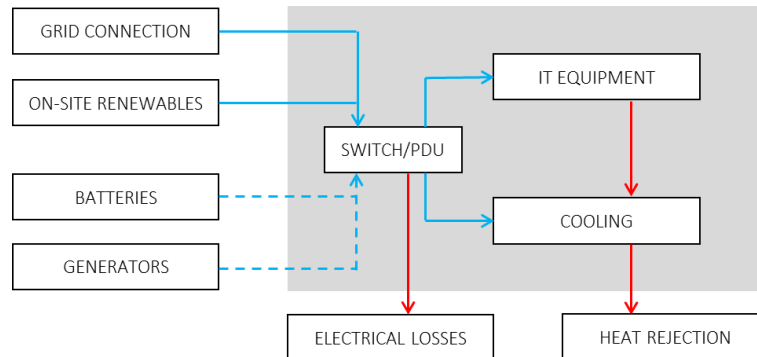 GRID CONNECTION
IT EQUIPMENT
ON-SITE RENEWABLES
SWITCH/PDU
BATTERIES
COOLING
GENERATORS
ELECTRICAL LOSSES
HEAT REJECTION